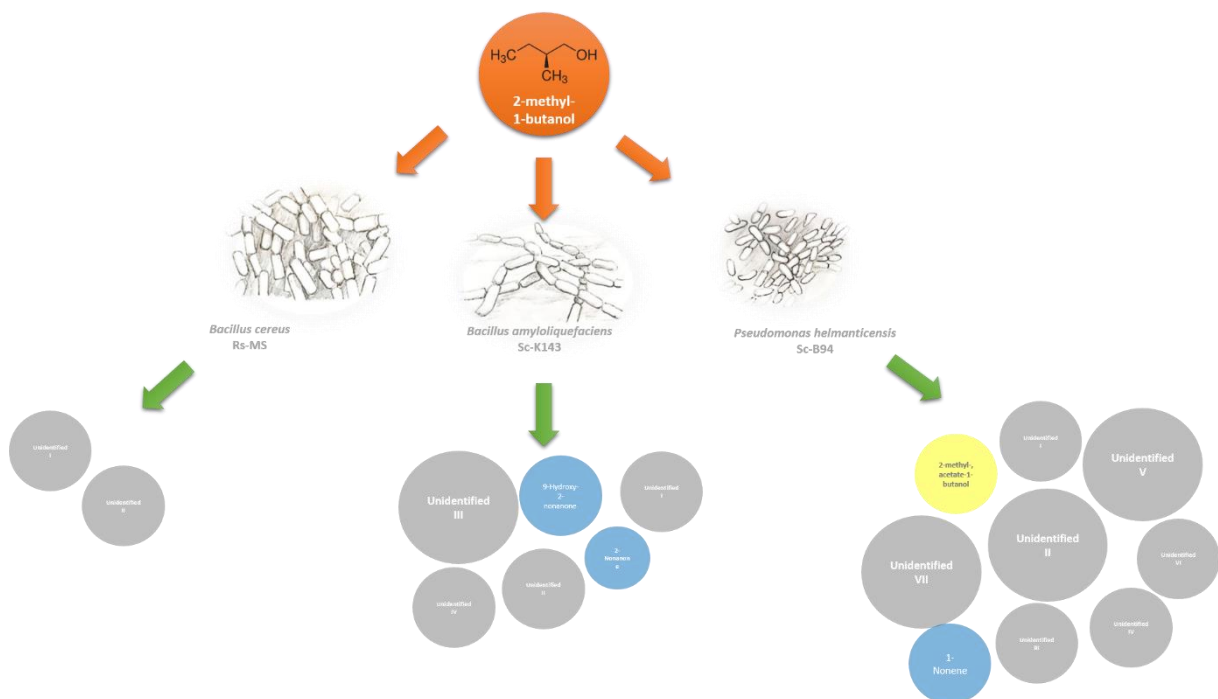 H₃C
OH
CH₃
2-methyl-
1-butanol
Bacillus cereus
Rs-MS
Bacillus amyloliquefaciens
Sc-K143
Pseudomonas helmanticensis
Sc-B94
Unidentified
I
Unidentified
II
Unidentified
III
9-Hydroxy-
2-
nonanone
Unidentified
I
2-
Nonanon
e
Unidentified
II
Unidentified
IV
2-methyl-,
acetate-1-
butanol
Unidentified
I
Unidentified
V
Unidentified
II
Unidentified
VII
Unidentified
VI
Unidentified
IV
Unidentified
III
1-
Nonene